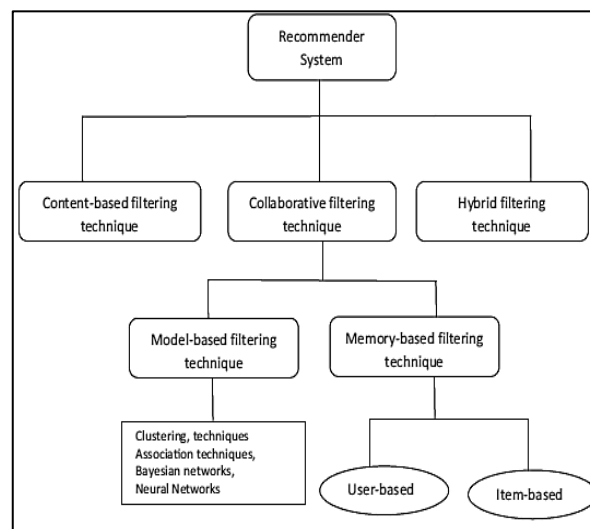 Recommender
System
Content-based filtering
technique
Collaborative filtering
technique
Hybrid filtering
technique
Model-based filtering
technique
Memory-based filtering
technique
Clustering, techniques
Association techniques,
Bayesian networks,
Neural Networks
User-based
Item-based